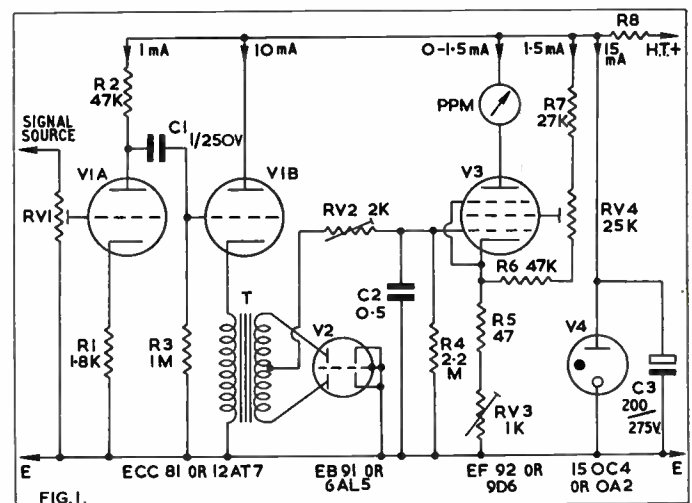 R8
1mA
10mA
0-1.5mA
1.5mA
15
mA
H.T.+
R2
47K
PPM
R7
27K
SIGNAL
SOURCE
C1
1/250V
V1A
V1B
V3
RV1
RV2 2K
RV4
25K
R6 47K
C2
0.5
T
V2
R1
1.8K
R3
1M
R4
2.2
M
R5
47
V4
RV3
1K
C3
200
275V.
E
ECC 81 OR 12AT7
EB91 OR
6AL5
EF 92 OR
9D6
150C4
OR OA2
E
FIG.1.